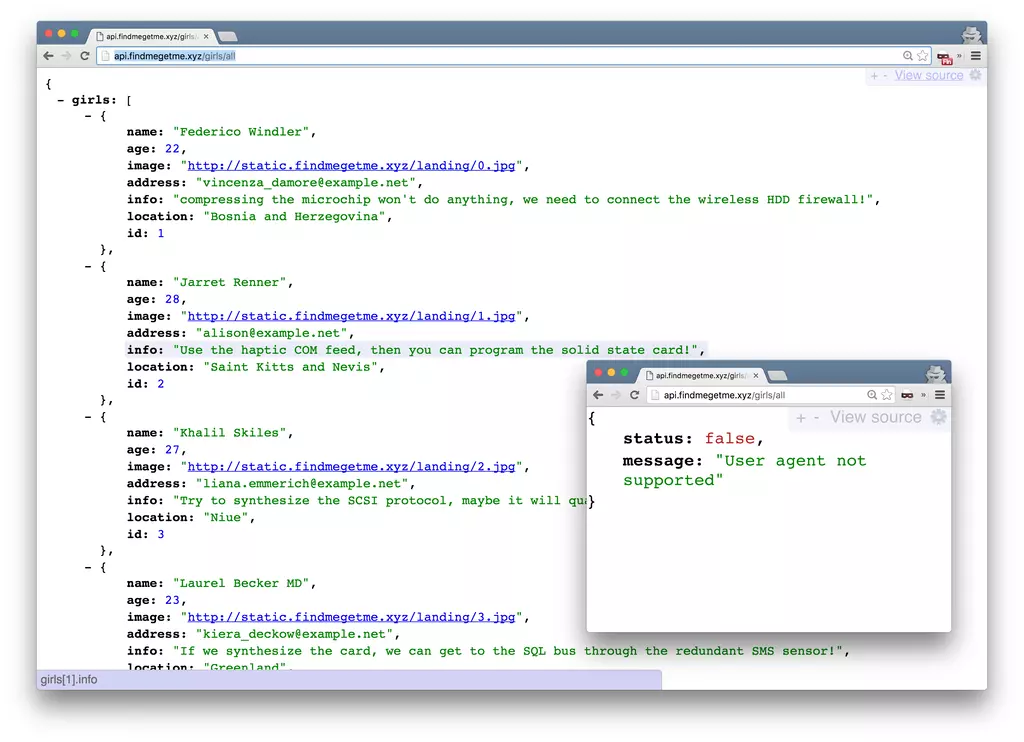 api.findmegetme.xyz/girls/
api.findmegetme.xyz/girls/all
+ - View source
{
- girls: [
- {
name: "Federico Windler",
age: 22,
image: "http://static.findmegetme.xyz/landing/0.jpg",
address: "vincenza_damore@example.net",
info: "compressing the microchip won't do anything, we need to connect the wireless HDD firewall!",
location: "Bosnia and Herzegovina",
id: 1
},
- {
name: "Jarret Renner",
age: 28,
image: "http://static.findmegetme.xyz/landing/1.jpg",
address: "alison@example.net",
info: "Use the haptic COM feed, then you can program the solid state card!",
location: "Saint Kitts and Nevis",
id: 2
},
- {
name: "Khalil Skiles",
age: 27,
image: "http://static.findmegetme.xyz/landing/2.jpg",
address: "liana.emmerich@example.net",
info: "Try to synthesize the SCSI protocol, maybe it will qua
location: "Niue",
id: 3
},
- {
name: "Laurel Becker MD",
age: 23,
image: "http://static.findmegetme.xyz/landing/3.jpg",
address: "kiera_deckow@example.net",
info: "If we synthesize the card, we can get to the SQL bus through the redundant SMS sensor!",
location: "Greenland",
girls[1].info
api.findmegetme.xyz/girls/
api.findmegetme.xyz/girls/all
+ - View source
{
status: false,
message: "User agent not
supported"
}